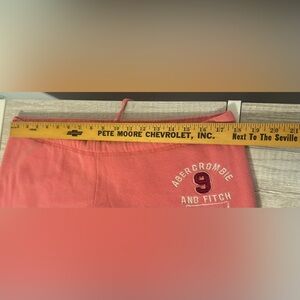 PETE MOORE CHEVROLET, INC. Next To The Seville
ABERCROMBIE
9
AND FITCH